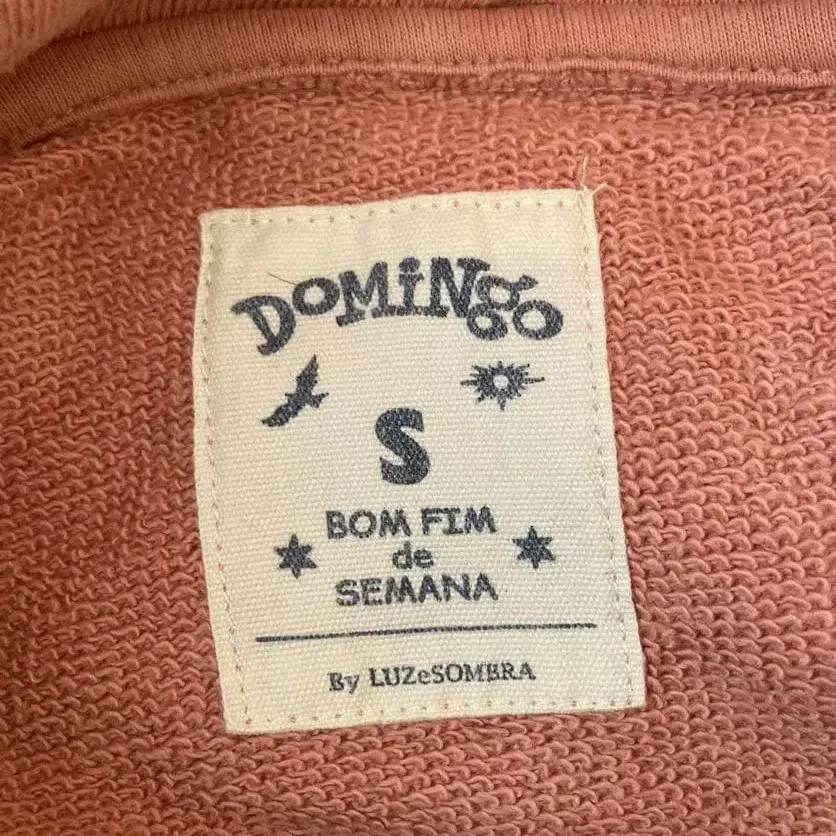 DOMiNgo
S
BOM FIM
de
SEMANA
By LUZeSOMBRA